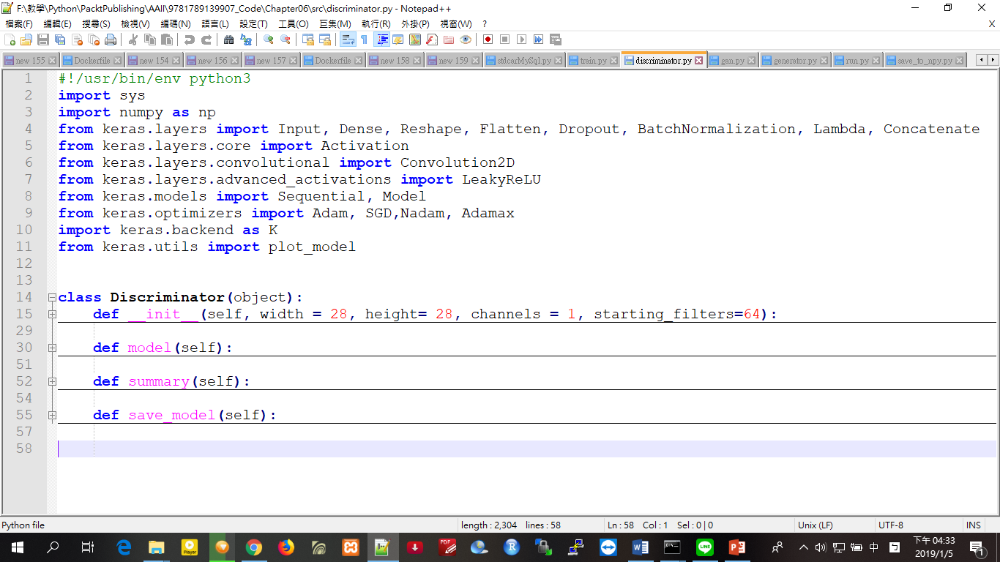 F:\教學\Python\PacktPublishing\AAII\9781789139907_Code\Chapter06\src\discriminator.py - Notepad++
檔案(F) 編輯(E) 搜尋(S) 檢視(V) 編碼(N) 語言(L) 設定(T) 工具(O) 巨集(M) 執行(R) 外掛(P) 視窗(W) ? X
new 155 Dockerfile new 154 new 156 new 157 Dockerfile new 158 new 159 stdcarMySql.py train.py discriminator.py gan.py generator.py run.py save_to_npy.py
1 #!/usr/bin/env python3
2 import sys
3 import numpy as np
4 from keras.layers import Input, Dense, Reshape, Flatten, Dropout, BatchNormalization, Lambda, Concatenate
5 from keras.layers.core import Activation
6 from keras.layers.convolutional import Convolution2D
7 from keras.layers.advanced_activations import LeakyReLU
8 from keras.models import Sequential, Model
9 from keras.optimizers import Adam, SGD,Nadam, Adamax
10 import keras.backend as K
11 from keras.utils import plot_model
12
13
14 class Discriminator(object):
15 def __init__(self, width = 28, height= 28, channels = 1, starting_filters=64):
29
30 def model(self):
51
52 def summary(self):
54
55 def save_model(self):
57
58
Python file length : 2,304 lines : 58 Ln : 58 Col : 1 Sel : 0 | 0 Unix (LF) UTF-8 INS
下午 04:33
中
2019/1/5
Player
PDF
LINE
1